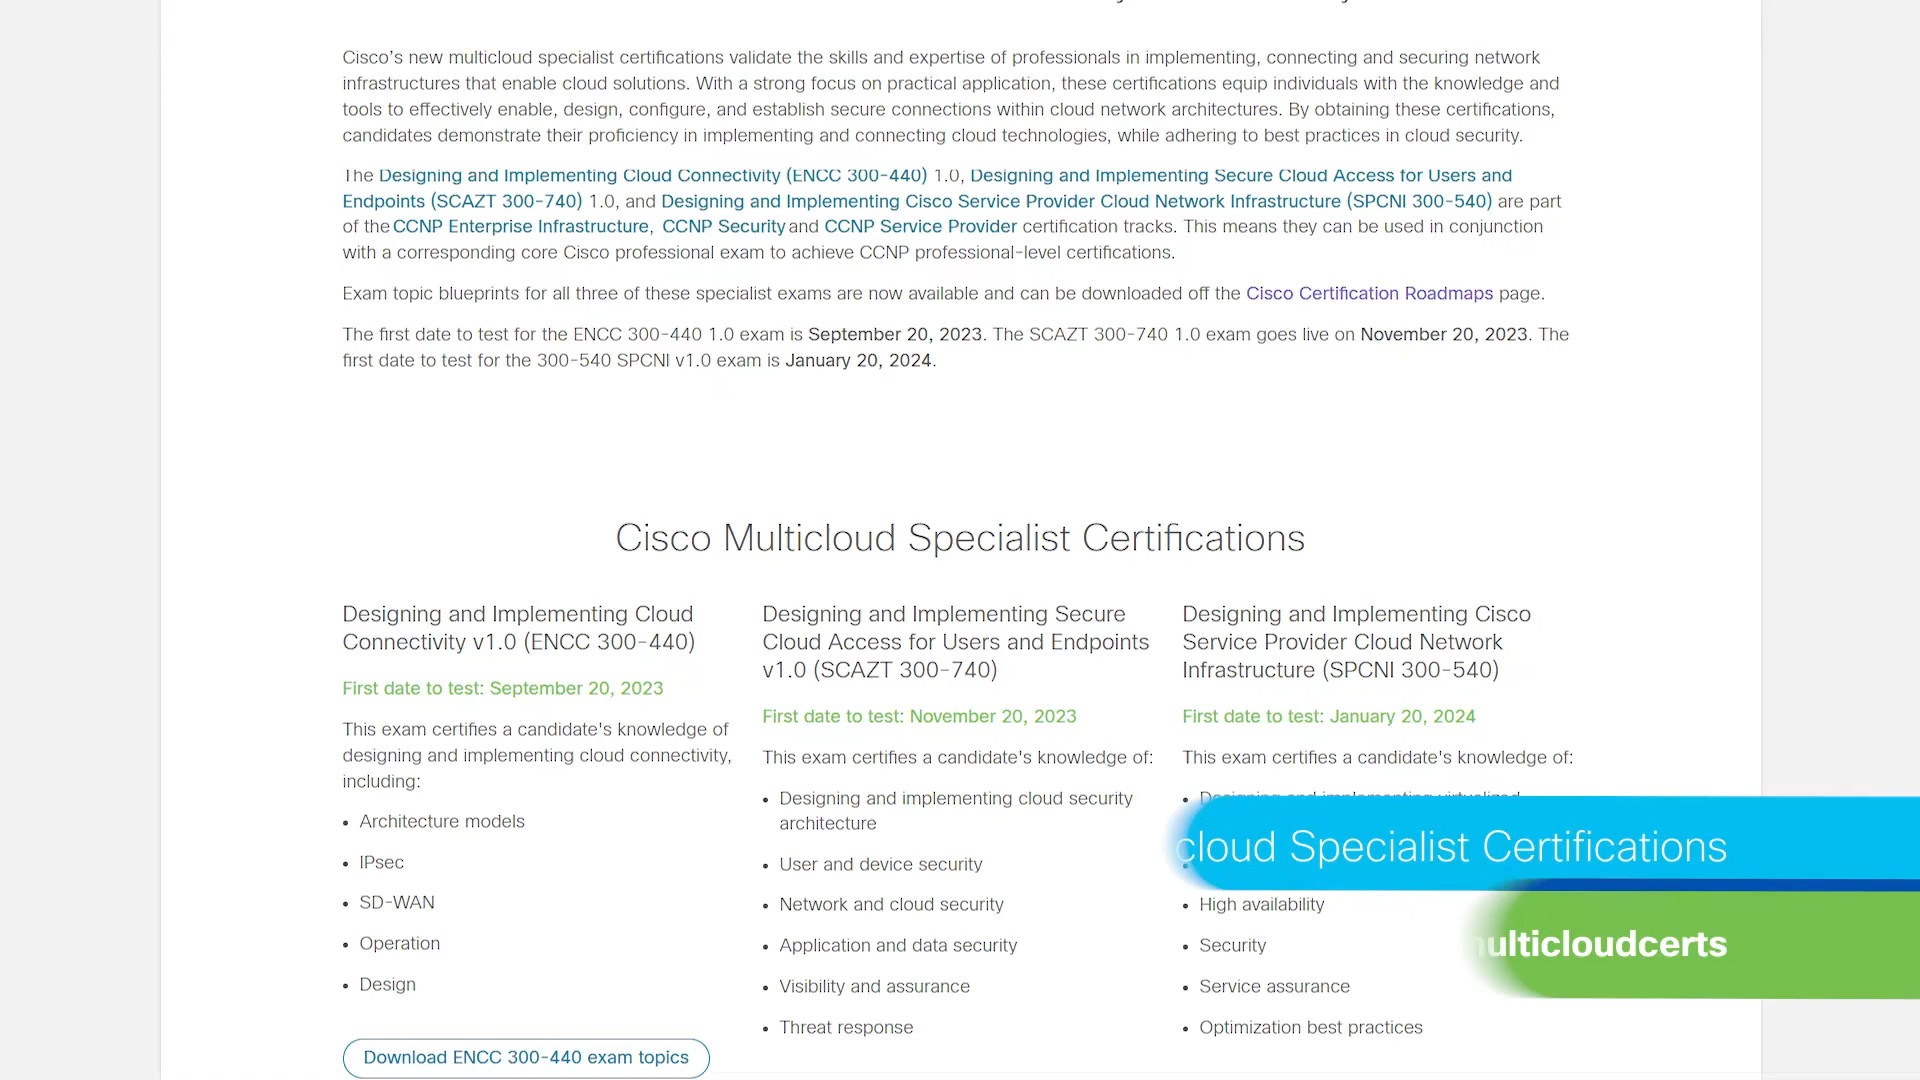 Cisco's new multicloud specialist certifications validate the skills and expertise of professionals in implementing, connecting and securing network
infrastructures that enable cloud solutions. With a strong focus on practical application, these certifications equip individuals with the knowledge and
tools to effectively enable, design, configure, and establish secure connections within cloud network architectures. By obtaining these certifications,
candidates demonstrate their proficiency in implementing and connecting cloud technologies, while adhering to best practices in cloud security.
The Designing and Implementing Cloud Connectivity (ENCC 300-440) 1.0, Designing and Implementing Secure Cloud Access for Users and
Endpoints (SCAZT 300-740) 1.0, and Designing and Implementing Cisco Service Provider Cloud Network Infrastructure (SPCNI 300-540) are part
of the CCNP Enterprise Infrastructure, CCNP Security and CCNP Service Provider certification tracks. This means they can be used in conjunction
with a corresponding core Cisco professional exam to achieve CCNP professional-level certifications.
Exam topic blueprints for all three of these specialist exams are now available and can be downloaded off the Cisco Certification Roadmaps page.
The first date to test for the ENCC 300-440 1.0 exam is September 20, 2023. The SCAZT 300-740 1.0 exam goes live on November 20, 2023. The
first date to test for the 300-540 SPCNI v1.0 exam is January 20, 2024.
Cisco Multicloud Specialist Certifications
Designing and Implementing Cloud
Connectivity v1.0 (ENCC 300-440)
First date to test: September 20, 2023
This exam certifies a candidate's knowledge of
designing and implementing cloud connectivity,
including:
• Architecture models
• IPsec
• SD-WAN
• Operation
• Design
Download ENCC 300-440 exam topics
Designing and Implementing Secure
Cloud Access for Users and Endpoints
v1.0 (SCAZT 300-740)
First date to test: November 20, 2023
This exam certifies a candidate's knowledge of:
• Designing and implementing cloud security
architecture
• User and device security
• Network and cloud security
• Application and data security
• Visibility and assurance
• Threat response
Designing and Implementing Cisco
Service Provider Cloud Network
Infrastructure (SPCNI 300-540)
First date to test: January 20, 2024
This exam certifies a candidate's knowledge of:
• Designing and implementing virtualized
• High availability
• Security
• Service assurance
• Optimization best practices
cloud Specialist Certifications
ulticloudcerts